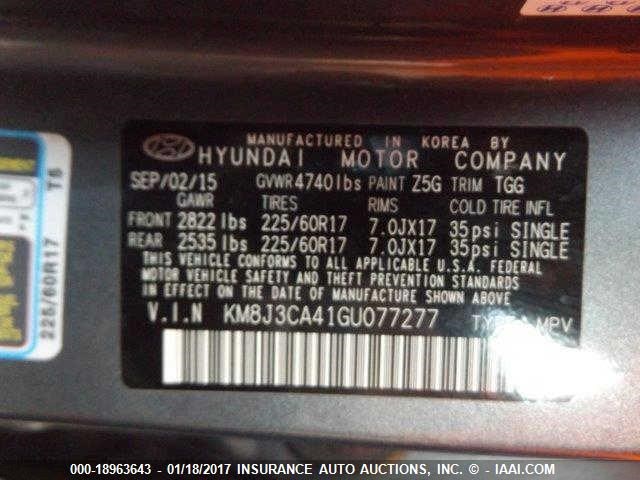 MANUFACTURED IN KOREA BY
HYUNDAI MOTOR COMPANY
SEP/02/15 GVWR 4740lbs PAINT Z5G TRIM TGG
GAWR TIRES RIMS COLD TIRE INFL
FRONT 2822 lbs 225/60R17 7.0JX17 35psi SINGLE
REAR 2535 lbs 225/60R17 7.0JX17 35psi SINGLE
THIS VEHICLE CONFORMS TO ALL APPLICABLE U.S.A. FEDERAL
MOTOR VEHICLE SAFETY AND THEFT PREVENTION STANDARDS
IN EFFECT ON THE DATE OF MANUFACTURE SHOWN ABOVE.
V.I.N KM8J3CA41GU077277 MPV
225/60R17 T5
000-18963643 - 01/18/2017 INSURANCE AUTO AUCTIONS, INC. - © IAAI.COM